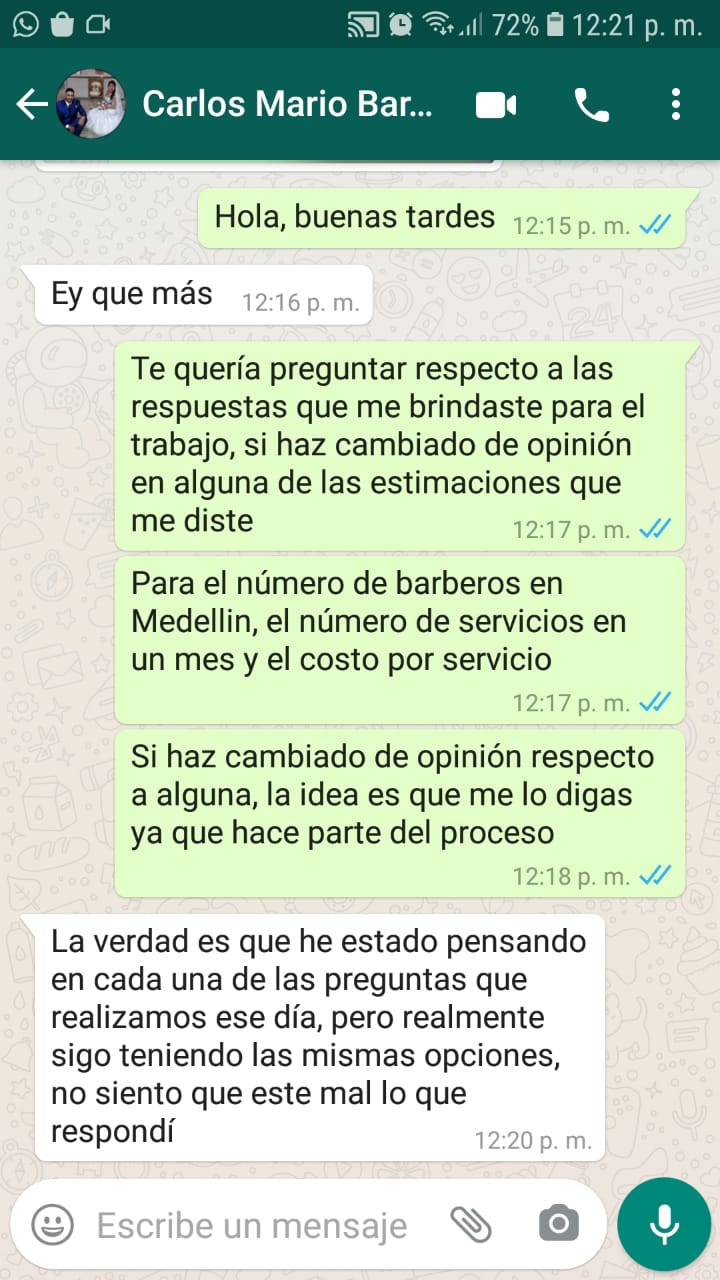 72% 12:21 p. m.
Carlos Mario Bar...
Hola, buenas tardes 12:15 p. m.
Ey que más 12:16 p. m.
Te quería preguntar respecto a las
respuestas que me brindaste para el
trabajo, si haz cambiado de opinión
en alguna de las estimaciones que
me diste 12:17 p. m.
Para el número de barberos en
Medellin, el número de servicios en
un mes y el costo por servicio
12:17 p. m.
Si haz cambiado de opinión respecto
a alguna, la idea es que me lo digas
ya que hace parte del proceso
12:18 p. m.
La verdad es que he estado pensando
en cada una de las preguntas que
realizamos ese día, pero realmente
sigo teniendo las mismas opciones,
no siento que este mal lo que
respondí 12:20 p. m.
Escribe un mensaje